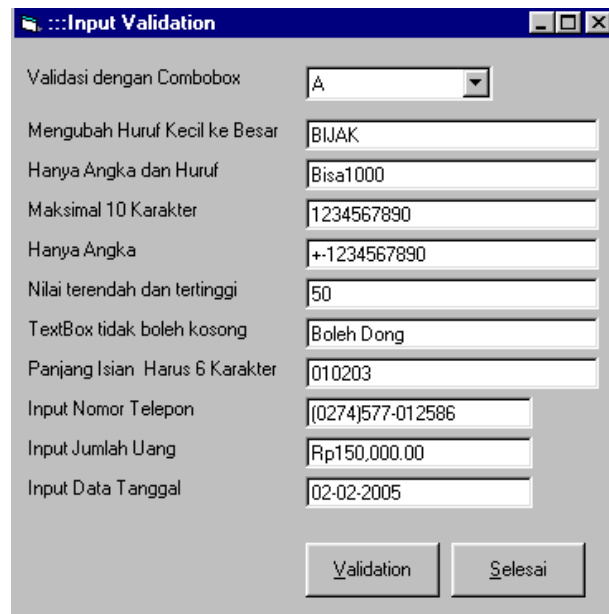 :::Input Validation
Validasi dengan Combobox A
Mengubah Huruf Kecil ke Besar BIJAK
Hanya Angka dan Huruf Bisa1000
Maksimal 10 Karakter 1234567890
Hanya Angka +-1234567890
Nilai terendah dan tertinggi 50
TextBox tidak boleh kosong Boleh Dong
Panjang Isian Harus 6 Karakter 010203
Input Nomor Telepon (0274)577-012586
Input Jumlah Uang Rp150,000.00
Input Data Tanggal 02-02-2005
Validation Selesai